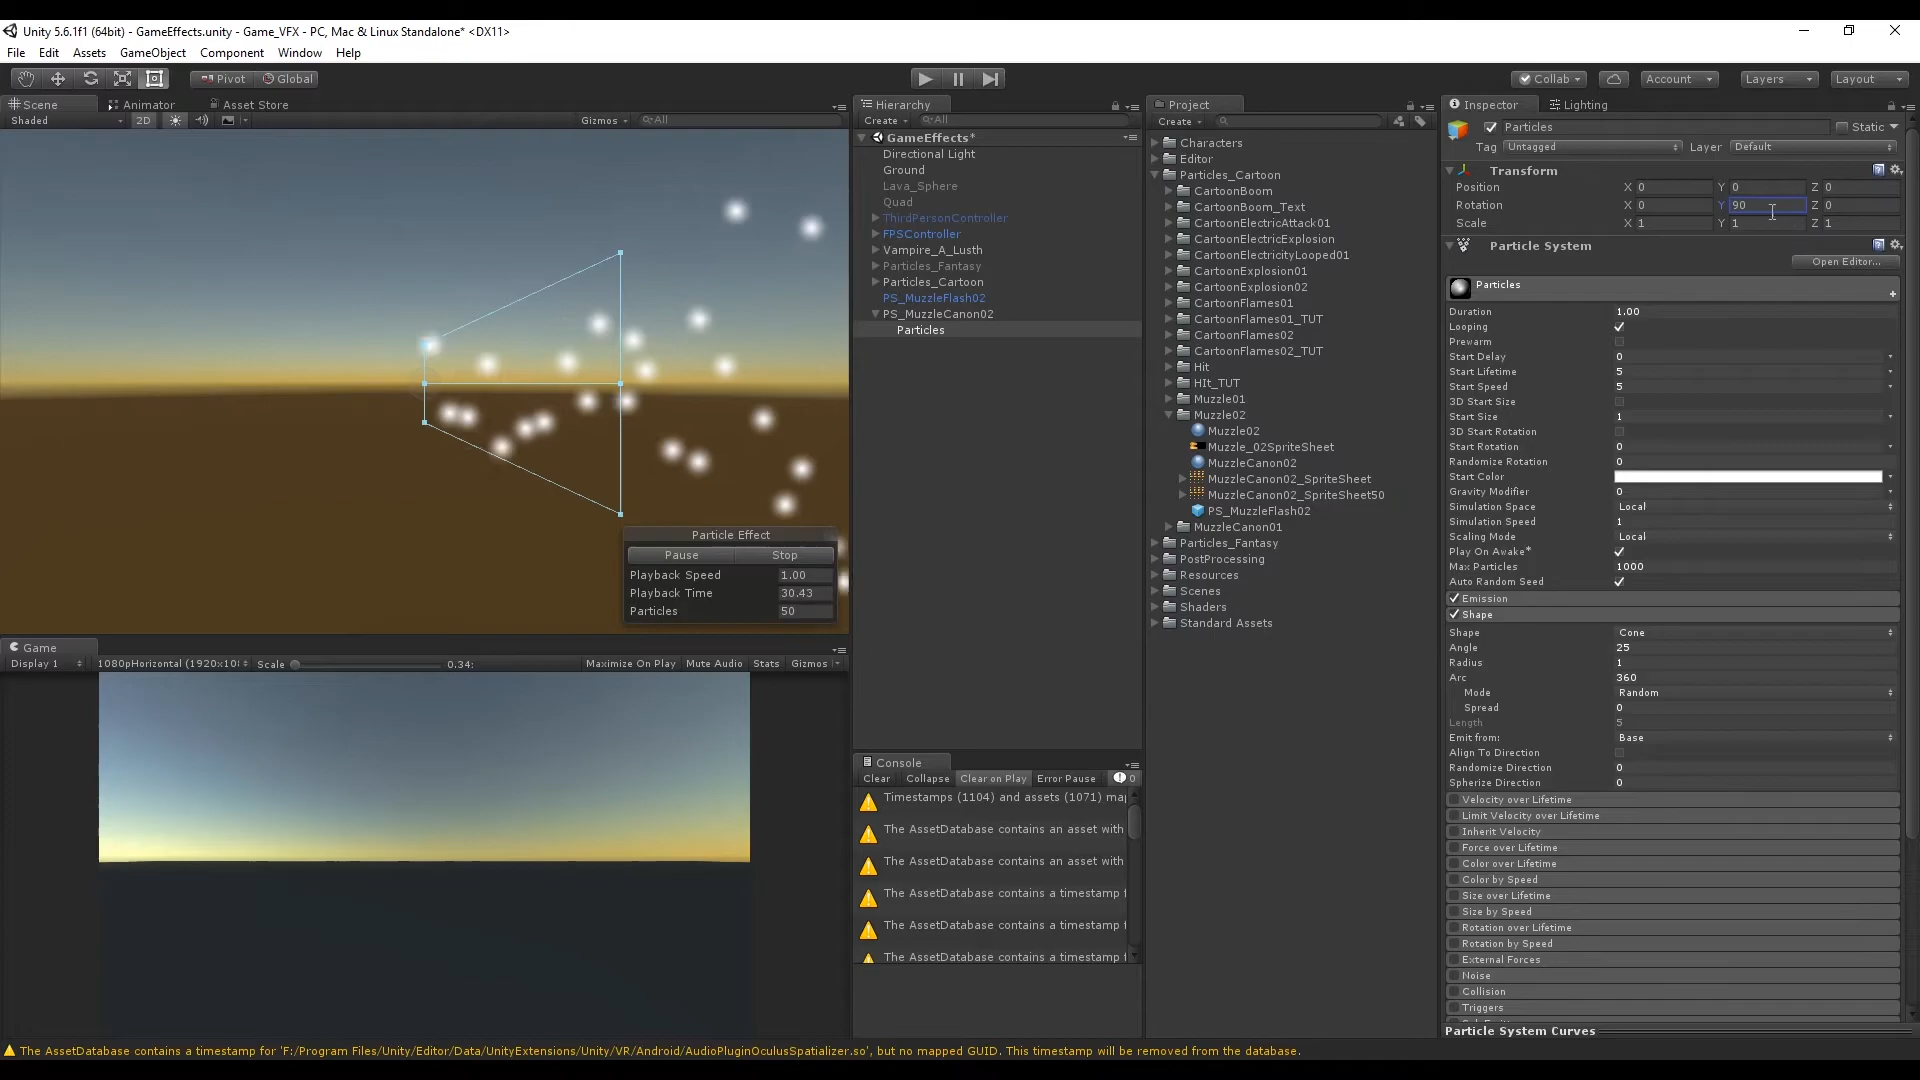 Unity 5.6.1f1 (64bit) - GameEffects.unity - Game_VFX - PC, Mac & Linux Standalone* <DX11>
File Edit Assets GameObject Component Window Help
Pivot Global Collab Account Layers Layout
Scene Animator Asset Store
Shaded 2D Gizmos All
Particle Effect
Pause Stop
Playback Speed 1.00
Playback Time 30.43
Particles 50
Game
Display 1 1080pHorizontal (1920x10 Scale 0.34: Maximize On Play Mute Audio Stats Gizmos
Hierarchy
Create All
GameEffects*
Directional Light
Ground
Lava_Sphere
Quad
ThirdPersonController
FPSController
Vampire_A_Lusth
Particles_Fantasy
Particles_Cartoon
PS_MuzzleFlash02
PS_MuzzleCanon02
Particles
Console
Clear Collapse Clear on Play Error Pause 0
Timestamps (1104) and assets (1071) ma
The AssetDatabase contains an asset with
The AssetDatabase contains an asset with
The AssetDatabase contains a timestamp f
The AssetDatabase contains a timestamp f
The AssetDatabase contains a timestamp f
Project
Create
Characters
Editor
Particles_Cartoon
CartoonBoom
CartoonBoom_Text
CartoonElectricAttack01
CartoonElectricExplosion
CartoonElectricityLooped01
CartoonExplosion01
CartoonExplosion02
CartoonFlames01
CartoonFlames01_TUT
CartoonFlames02
CartoonFlames02_TUT
Hit
HIt_TUT
Muzzle01
Muzzle02
Muzzle02
Muzzle_02SpriteSheet
MuzzleCanon02
MuzzleCanon02_SpriteSheet
MuzzleCanon02_SpriteSheet50
PS_MuzzleFlash02
MuzzleCanon01
Particles_Fantasy
PostProcessing
Resources
Scenes
Shaders
Standard Assets
Inspector Lighting
Particles Static
Tag Untagged Layer Default
Transform
Position X 0 Y 0 Z 0
Rotation X 0 Y 90 Z 0
Scale X 1 Y 1 Z 1
Particle System
Open Editor...
Particles
Duration 1.00
Looping
Prewarm
Start Delay 0
Start Lifetime 5
Start Speed 5
3D Start Size
Start Size 1
3D Start Rotation
Start Rotation 0
Randomize Rotation 0
Start Color
Gravity Modifier 0
Simulation Space Local
Simulation Speed 1
Scaling Mode Local
Play On Awake*
Max Particles 1000
Auto Random Seed
Emission
Shape
Shape Cone
Angle 25
Radius 1
Arc 360
Mode Random
Spread 0
Length 5
Emit from: Base
Align To Direction
Randomize Direction 0
Spherize Direction 0
Velocity over Lifetime
Limit Velocity over Lifetime
Inherit Velocity
Force over Lifetime
Color over Lifetime
Color by Speed
Size over Lifetime
Size by Speed
Rotation over Lifetime
Rotation by Speed
External Forces
Noise
Collision
Triggers
Particle System Curves
The AssetDatabase contains a timestamp for 'F:/Program Files/Unity/Editor/Data/UnityExtensions/Unity/VR/Android/AudioPluginOculusSpatializer.so', but no mapped GUID. This timestamp will be removed from the database.